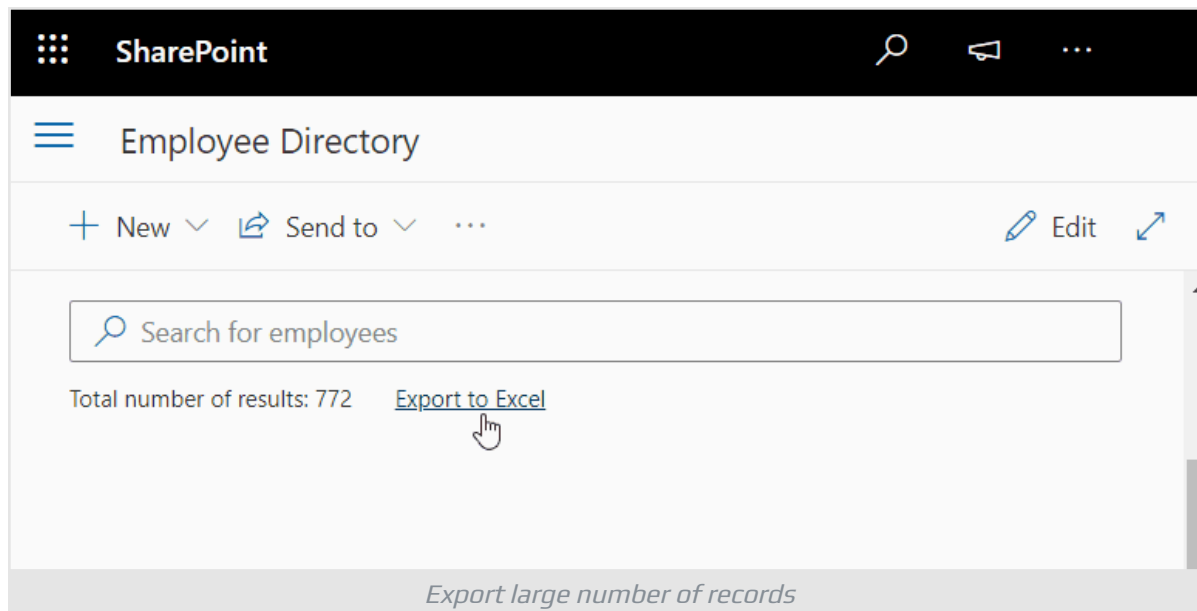 SharePoint
Employee Directory
New Send to Edit
Search for employees
Total number of results: 772 Export to Excel
Export large number of records